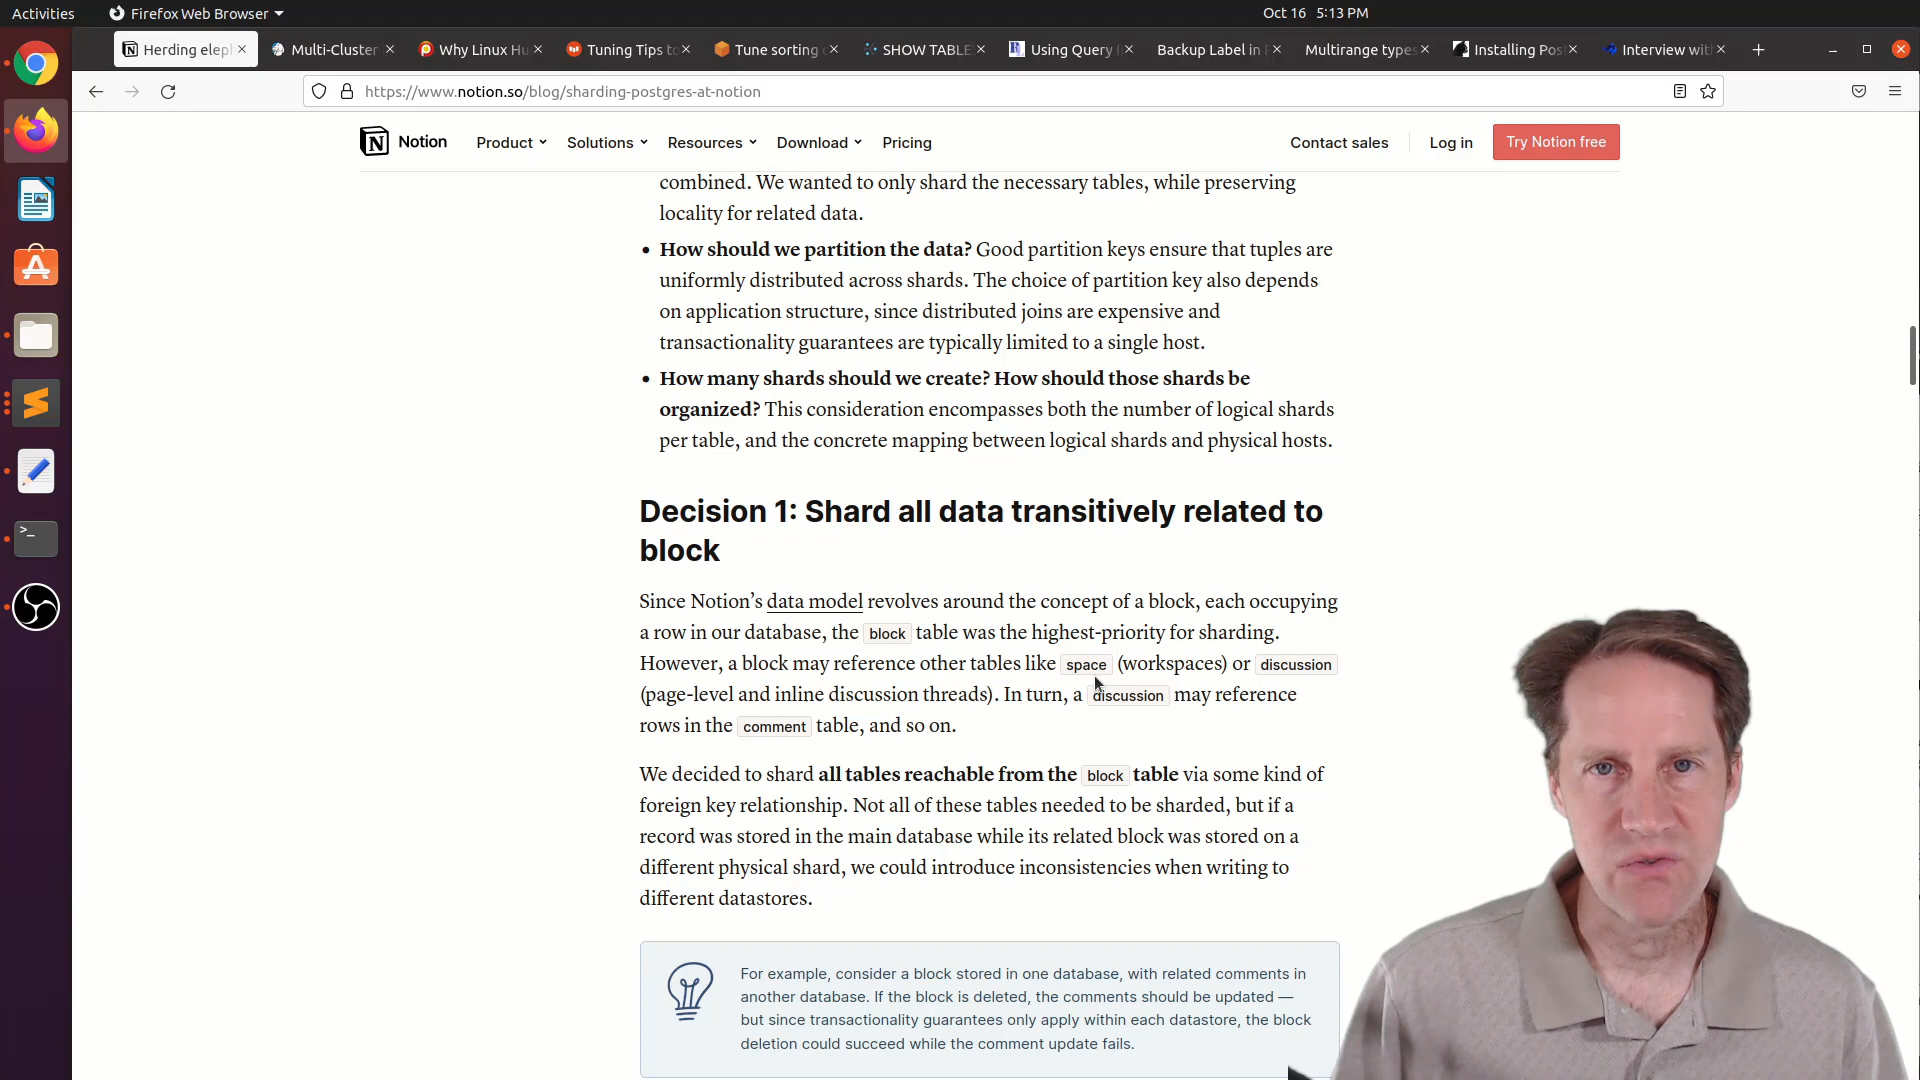 Activities
Firefox Web Browser
Oct 16 5:13 PM
Herding elep
Multi-Cluster
Why Linux Hu
Tuning Tips to
Tune sorting
SHOW TABLE
Using Query
Backup Label in
Multirange types
Installing Pos
Interview wit
https://www.notion.so/blog/sharding-postgres-at-notion
Notion
Product
Solutions
Resources
Download
Pricing
Contact sales
Log in
Try Notion free
combined. We wanted to only shard the necessary tables, while preserving
locality for related data.
• How should we partition the data? Good partition keys ensure that tuples are
uniformly distributed across shards. The choice of partition key also depends
on application structure, since distributed joins are expensive and
transactionality guarantees are typically limited to a single host.
• How many shards should we create? How should those shards be
organized? This consideration encompasses both the number of logical shards
per table, and the concrete mapping between logical shards and physical hosts.
Decision 1: Shard all data transitively related to
block
Since Notion’s data model revolves around the concept of a block, each occupying
a row in our database, the block table was the highest-priority for sharding.
However, a block may reference other tables like space (workspaces) or discussion
(page-level and inline discussion threads). In turn, a discussion may reference
rows in the comment table, and so on.
We decided to shard all tables reachable from the block table via some kind of
foreign key relationship. Not all of these tables needed to be sharded, but if a
record was stored in the main database while its related block was stored on a
different physical shard, we could introduce inconsistencies when writing to
different datastores.
For example, consider a block stored in one database, with related comments in
another database. If the block is deleted, the comments should be updated —
but since transactionality guarantees only apply within each datastore, the block
deletion could succeed while the comment update fails.